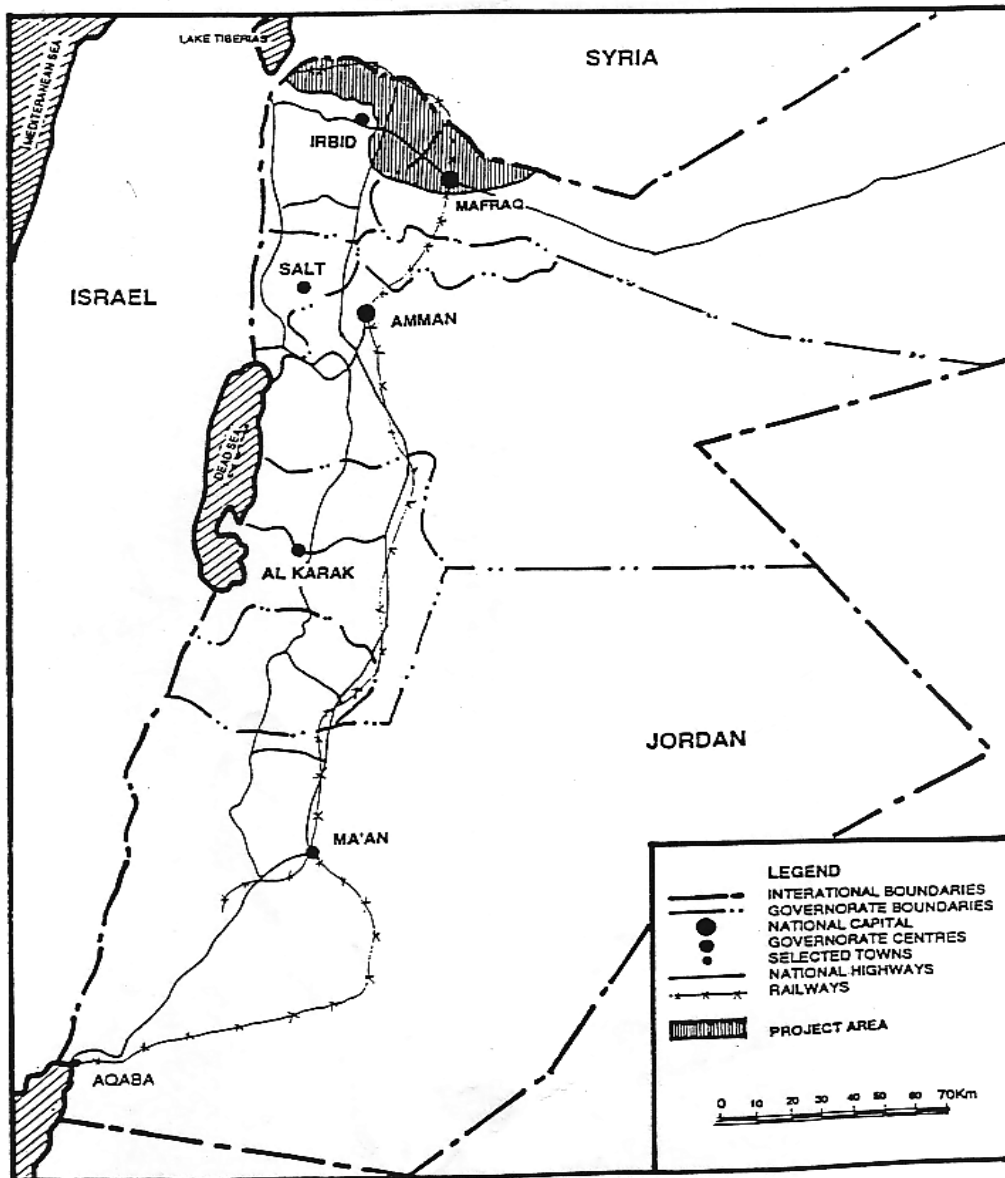 LAKE TIBERIAS
SYRIA
MEDITERANEAN SEA
IRBID
MAFRAQ
SALT
ISRAEL
AMMAN
DEAD SEA
AL KARAK
JORDAN
MA'AN
AQABA
LEGEND
INTERATIONAL BOUNDARIES
GOVERNORATE BOUNDARIES
NATIONAL CAPITAL
GOVERNORATE CENTRES
SELECTED TOWNS
NATIONAL HIGHWAYS
RAILWAYS
PROJECT AREA
0 10 20 30 40 50 70Km